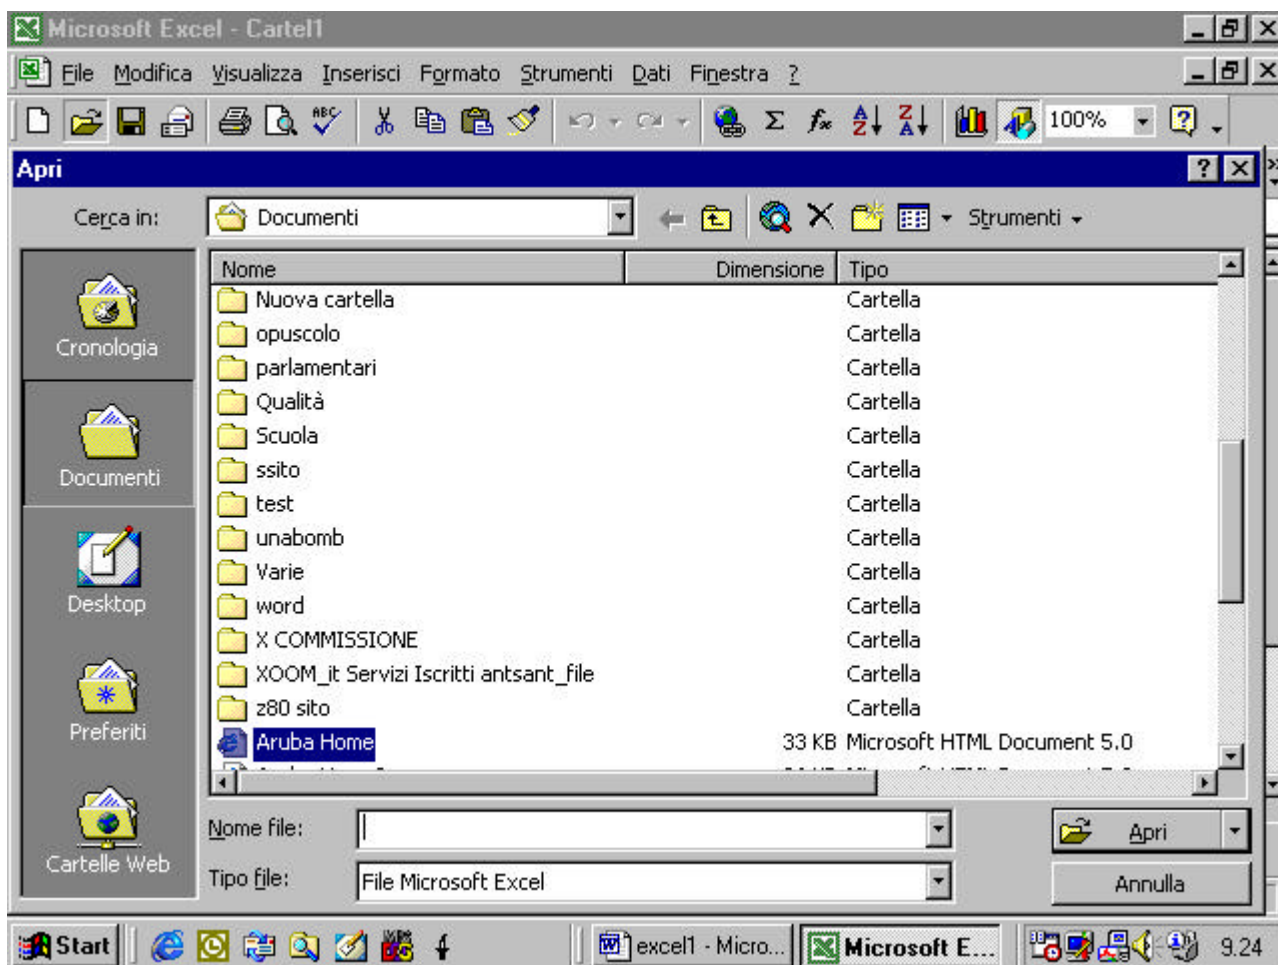 Microsoft Excel - Cartel1
File Modifica Visualizza Inserisci Formato Strumenti Dati Finestra ?
ABC Σ fx A Z Z A 100% ?
Apri ?
Cerca in: Documenti Strumenti
Nome Dimensione Tipo
Nuova cartella Cartella
opuscolo Cartella
parlamentari Cartella
Qualità Cartella
Scuola Cartella
ssito Cartella
test Cartella
unabomb Cartella
Varie Cartella
word Cartella
X COMMISSIONE Cartella
XOOM_it Servizi Iscritti antsant_file Cartella
z80 sito Cartella
Aruba Home 33 KB Microsoft HTML Document 5.0
Cronologia
Documenti
Desktop
Preferiti
Cartelle Web
Nome file: Apri
Tipo file: File Microsoft Excel Annulla
Start excel1 - Micro... Microsoft E... 9.24